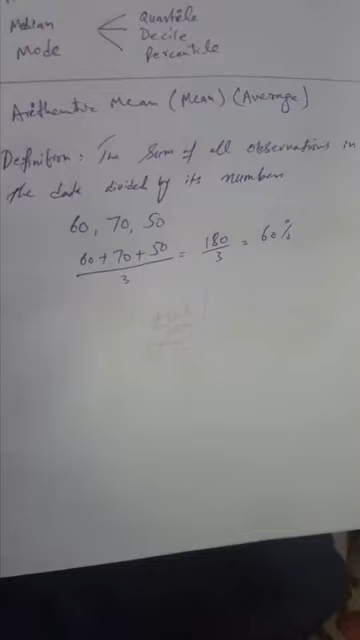 Median
Mode
Quartile
Decile
Percentile
Arithmetic Mean (Mean) (Average)
Definition: The Sum of all observations in
the data divided by its numbers
60, 70, 50
60 + 70 + 50 / 3 = 180 / 3 = 60%